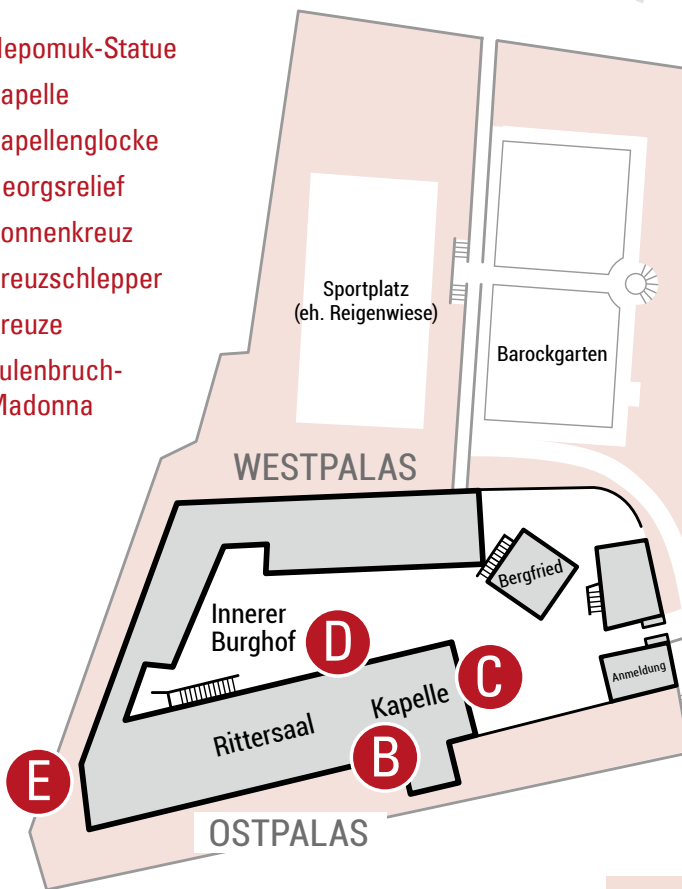 lepomuk-Statue
apelle
apellenglocke
eorgsrelief
onnenkreuz
reuzschlepper
reuze
ulenbruch-
Madonna
Sportplatz
(eh. Reigenwiese)
Barockgarten
WESTPALAS
Bergfried
Innerer
Burghof
D
Anmeldung
C
Kapelle
Rittersaal
B
E
OSTPALAS